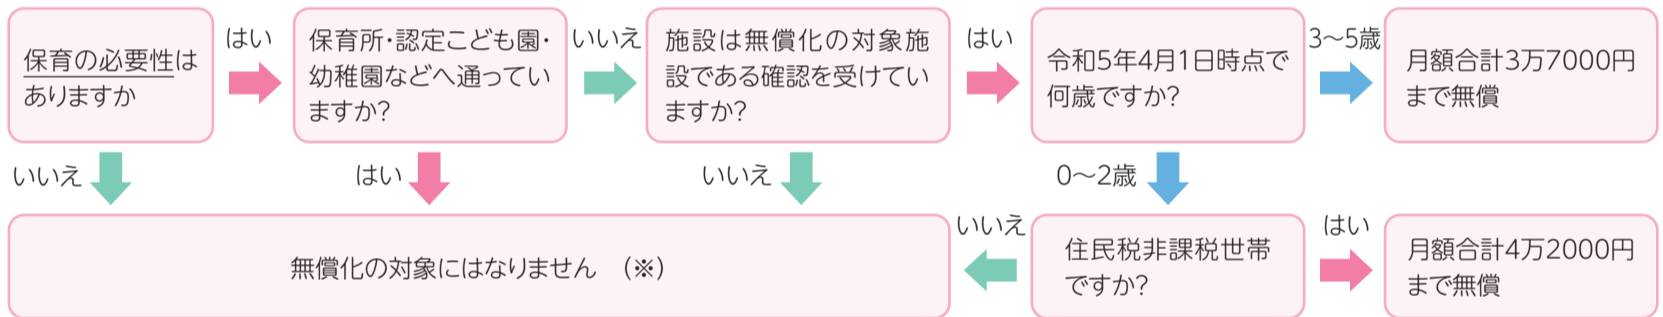 保育の必要性は
ありますか
はい
保育所・認定こども園・
幼稚園などへ通ってい
ますか?
いいえ
施設は無償化の対象施
設である確認を受けてい
ますか?
はい
令和5年4月1日時点で
何歳ですか?
3〜5歳
月額合計3万7000円
まで無償
いいえ
はい
いいえ
0〜2歳
無償化の対象にはなりません （※）
いいえ
住民税非課税世帯
ですか?
はい
月額合計4万2000円
まで無償